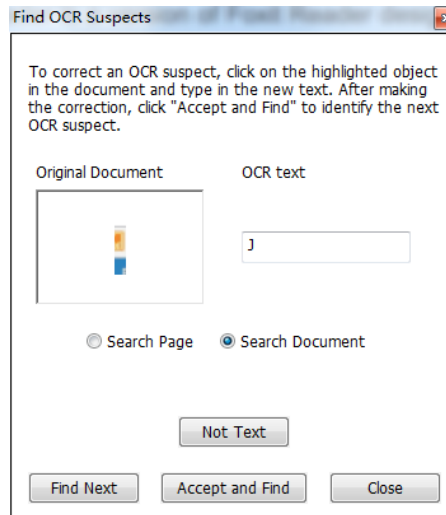 Find OCR Suspects
To correct an OCR suspect, click on the highlighted object
in the document and type in the new text. After making
the correction, click "Accept and Find" to identify the next
OCR suspect.
Original Document OCR text
J
Search Page Search Document
Not Text
Find Next Accept and Find Close